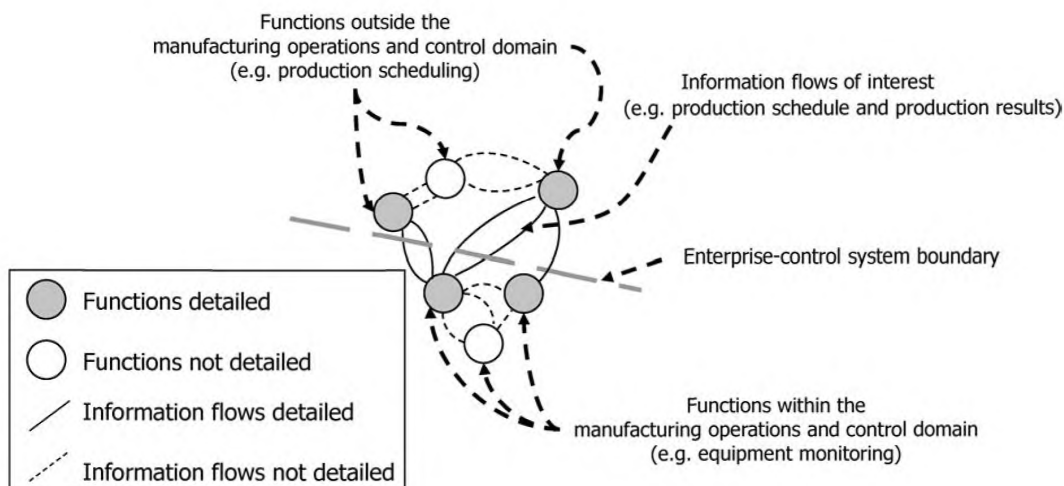 Functions outside the
manufacturing operations and control domain
(e.g. production scheduling)
Information flows of interest
(e.g. production schedule and production results)
Enterprise-control system boundary
Functions detailed
Functions not detailed
Information flows detailed
Information flows not detailed
Functions within the
manufacturing operations and control domain
(e.g. equipment monitoring)